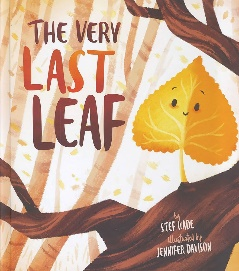 THE VERY
LAST
LEAF
by
STEF WADE
illustrated by
JENNIFER DAVISON